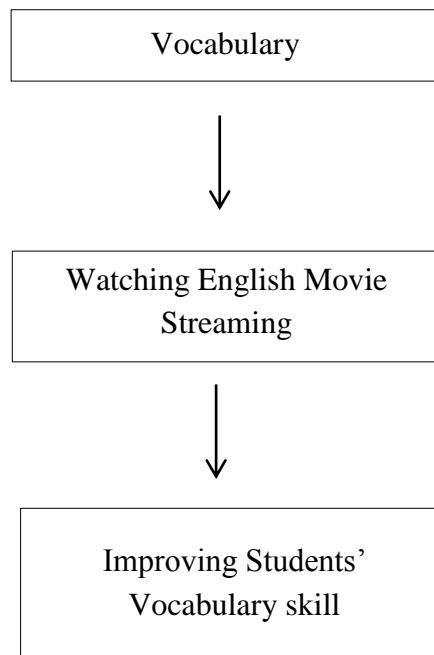 Vocabulary
Watching English Movie
Streaming
Improving Students’
Vocabulary skill